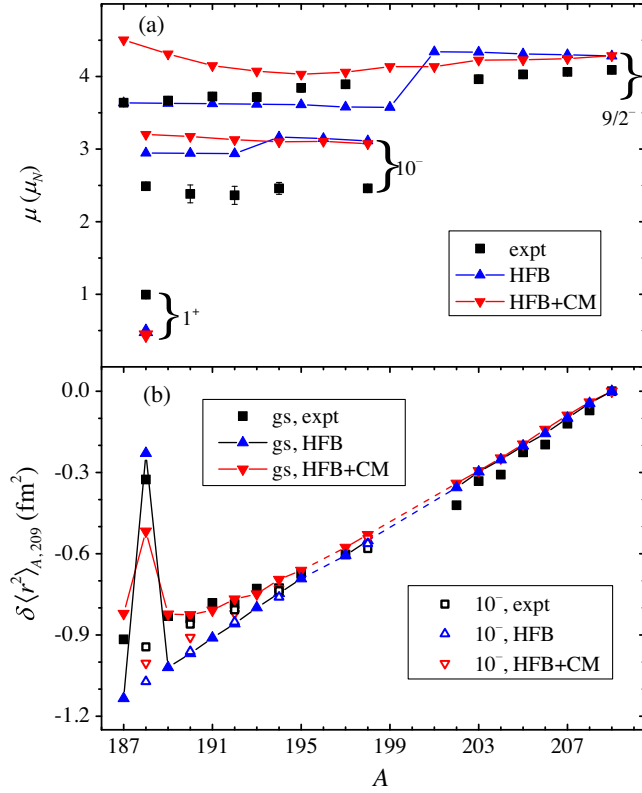 (a)
4
3
2
1
μ (μN)
9/2−
10−
1+
expt
HFB
HFB+CM
(b)
0.0
-0.3
-0.6
-0.9
-1.2
δ⟨r²⟩A,209 (fm²)
gs, expt
gs, HFB
gs, HFB+CM
10−, expt
10−, HFB
10−, HFB+CM
187 191 195 199 203 207
A